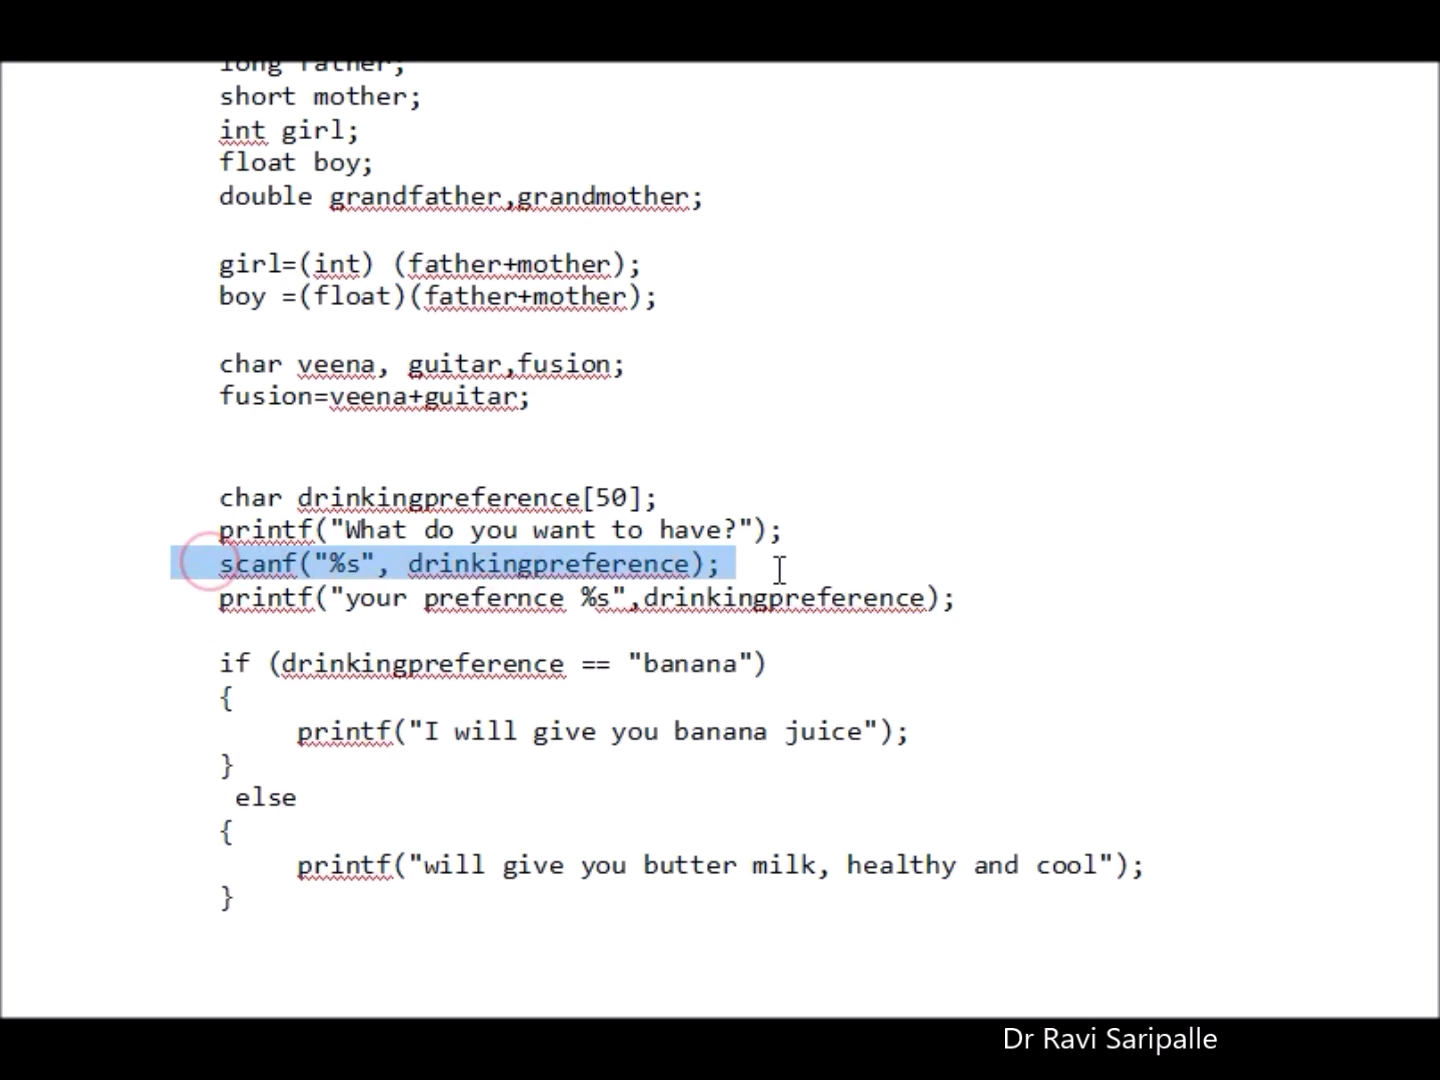 long father;
short mother;
int girl;
float boy;
double grandfather,grandmother;
girl=(int) (father+mother);
boy =(float)(father+mother);
char veena, guitar,fusion;
fusion=veena+guitar;
char drinkingpreference[50];
printf("What do you want to have?");
scanf("%s", drinkingpreference);
printf("your prefernce %s",drinkingpreference);
if (drinkingpreference == "banana")
{
printf("I will give you banana juice");
}
else
{
printf("will give you butter milk, healthy and cool");
}
Dr Ravi Saripalle